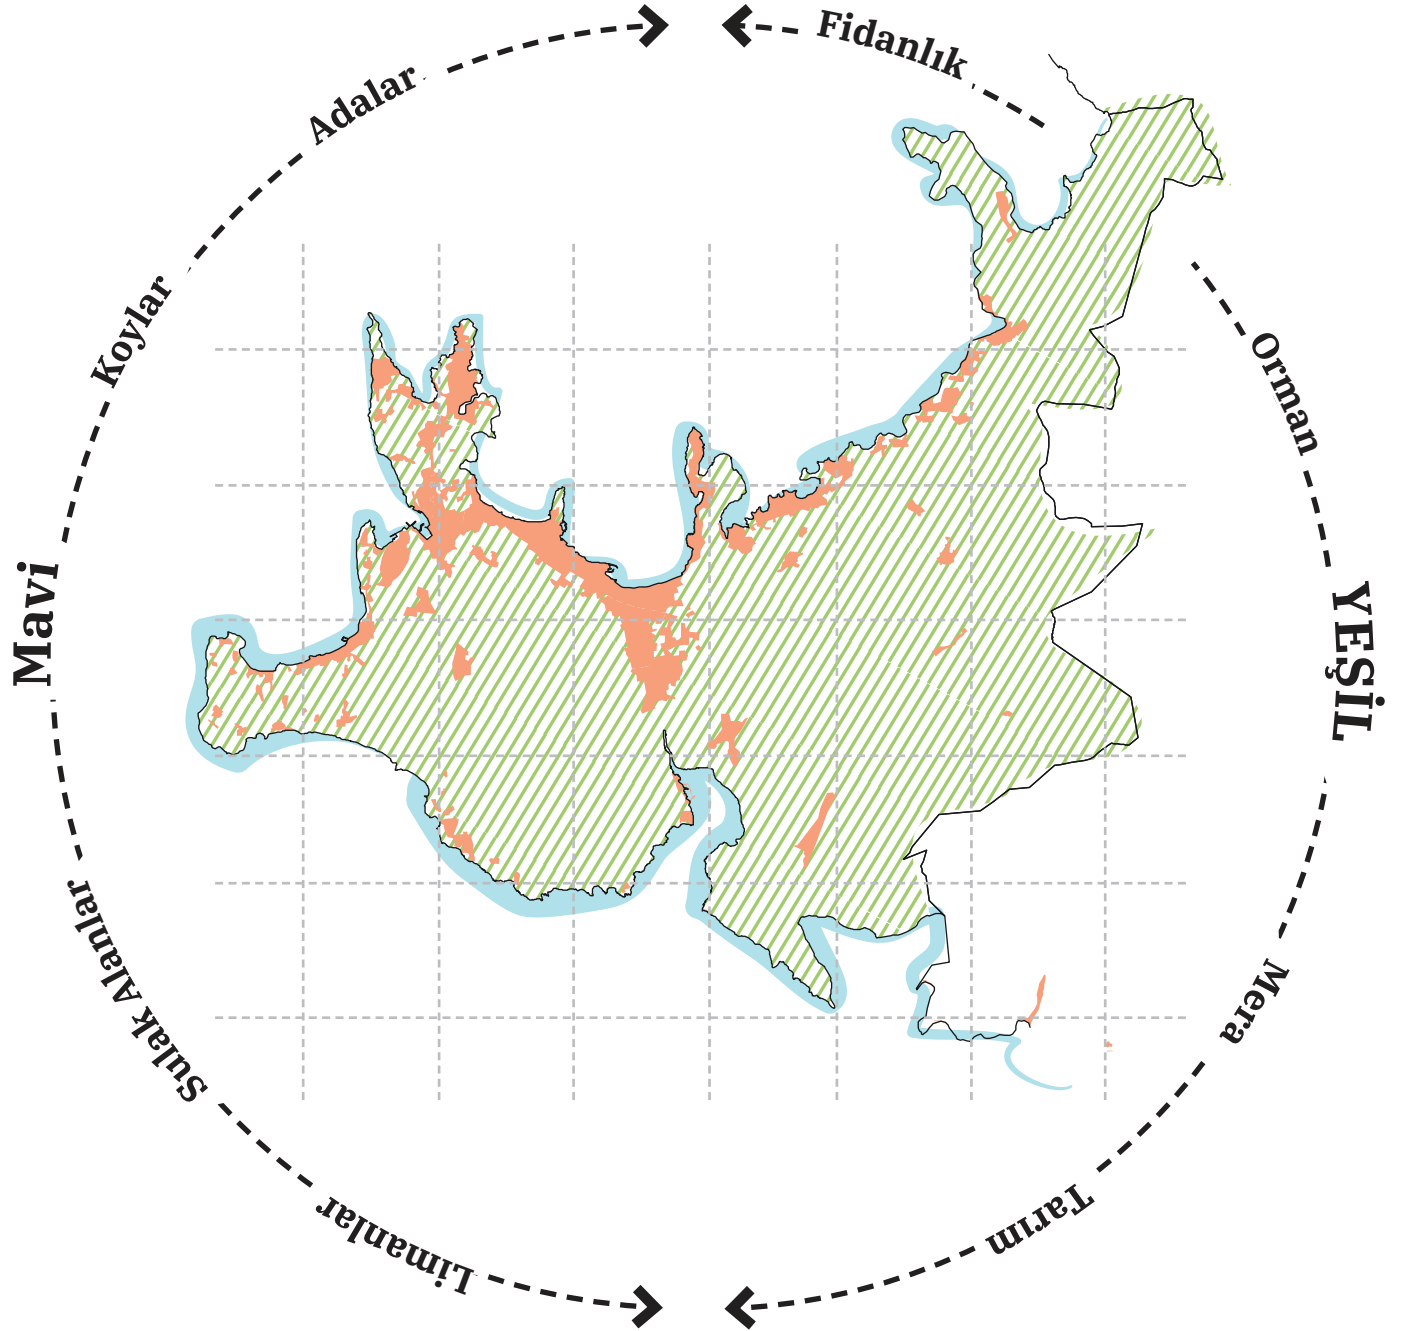 Fidanlık
Adalar
Koylar
Orman
Mavi
YEŞİL
Sulak Alanlar
Mera
Limanlar
Tarım